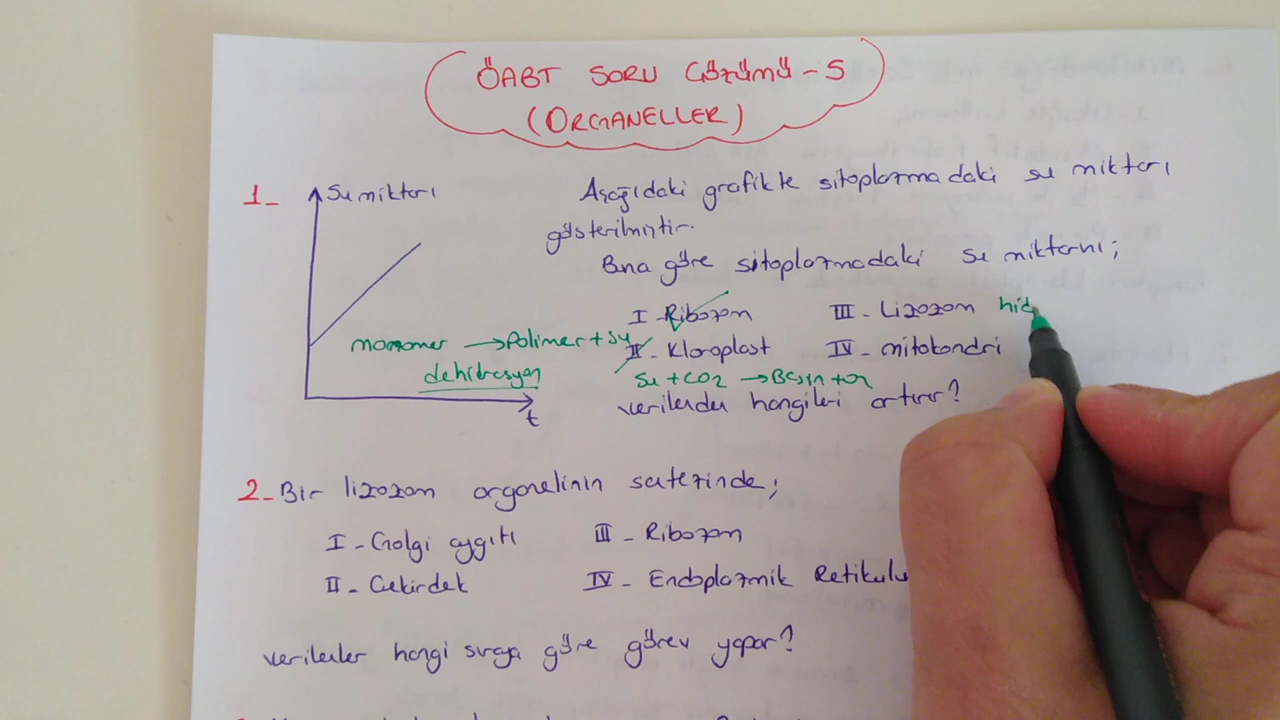 ÖABT SORU ÇÖZÜMÜ-5
(ORGANELLER)
1- Su miktarı
Aşağıdaki grafikte sitoplazmadaki su miktarı
gösterilmiştir.
Buna göre sitoplazmadaki su miktarını;
I - Ribozom III - Lizozom hid
monomer → Polimer + su II - Kloroplast IV - mitokondri
dehidrasyon su + CO2 → Besin + O2
t verilerden hangileri artırır?
2- Bir lizozom organelinin sentezinde;
I - Golgi aygıtı III - Ribozom
II - Çekirdek IV - Endoplazmik Retikulu
verilenler hangi sıraya göre görev yapar?